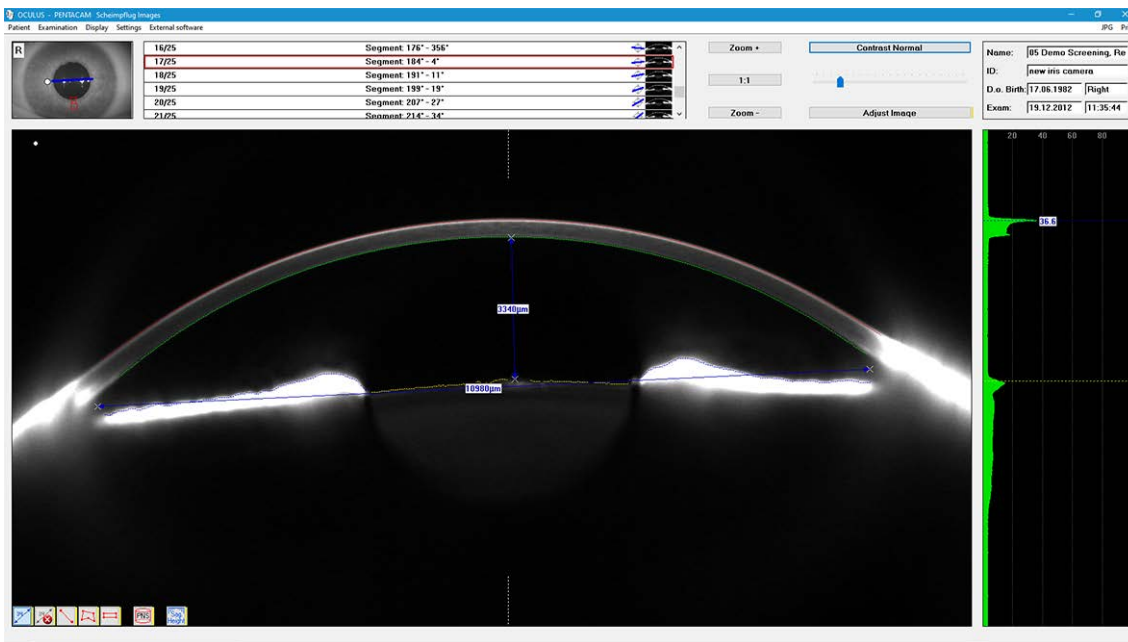 OCULUS - PENTACAM Scheimpflug Images
Patient Examination Display Settings External software JPG
R
16/25 Segment: 176° - 356°
17/25 Segment: 184° - 4°
18/25 Segment: 191° - 11°
19/25 Segment: 199° - 19°
20/25 Segment: 207° - 27°
21/25 Segment: 214° - 34°
Zoom +
1:1
Zoom -
Contrast Normal
Adjust Image
Name: 05 Demo Screening, Re
ID: new iris camera
D.o. Birth: 17.06.1982 Right
Exam: 19.12.2012 11:35:44
20 40 60 80
36.6
3340µm
10980µm
PNS
Height